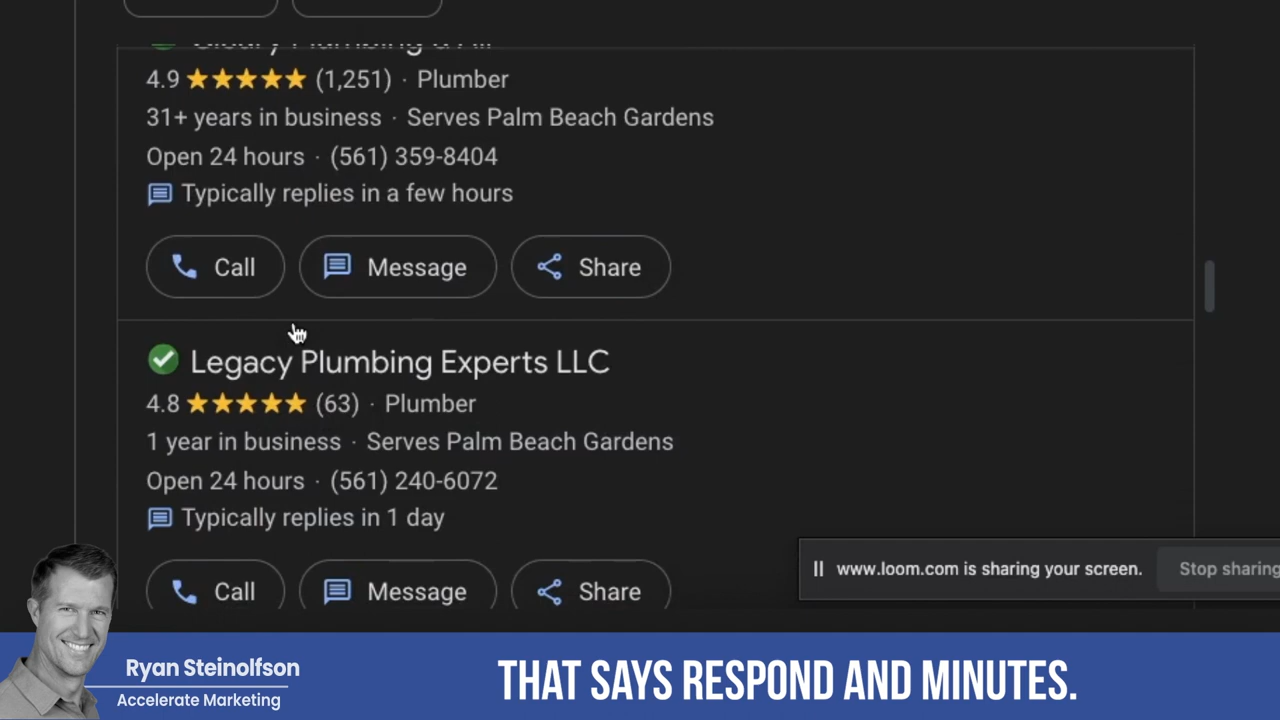 4.9 ★★★★★ (1,251) · Plumber
31+ years in business · Serves Palm Beach Gardens
Open 24 hours · (561) 359-8404
Typically replies in a few hours
Call Message Share
Legacy Plumbing Experts LLC
4.8 ★★★★★ (63) · Plumber
1 year in business · Serves Palm Beach Gardens
Open 24 hours · (561) 240-6072
Typically replies in 1 day
www.loom.com is sharing your screen. Stop sharing
Call Message Share
Ryan Steinolfson
Accelerate Marketing
THAT SAYS RESPOND AND MINUTES.